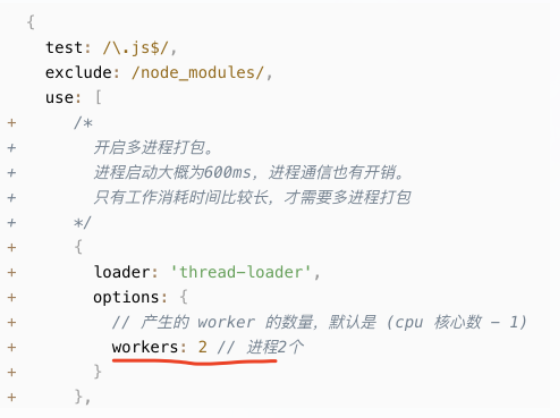 {
test: /\.js$/,
exclude: /node_modules/,
use: [
+ /*
+ 开启多进程打包。
+ 进程启动大概为600ms，进程通信也有开销。
+ 只有工作消耗时间比较长，才需要多进程打包
+ */
+ {
+ loader: 'thread-loader',
+ options: {
+ // 产生的 worker 的数量，默认是 (cpu 核心数 - 1)
+ workers: 2 // 进程2个
+ }
+ },